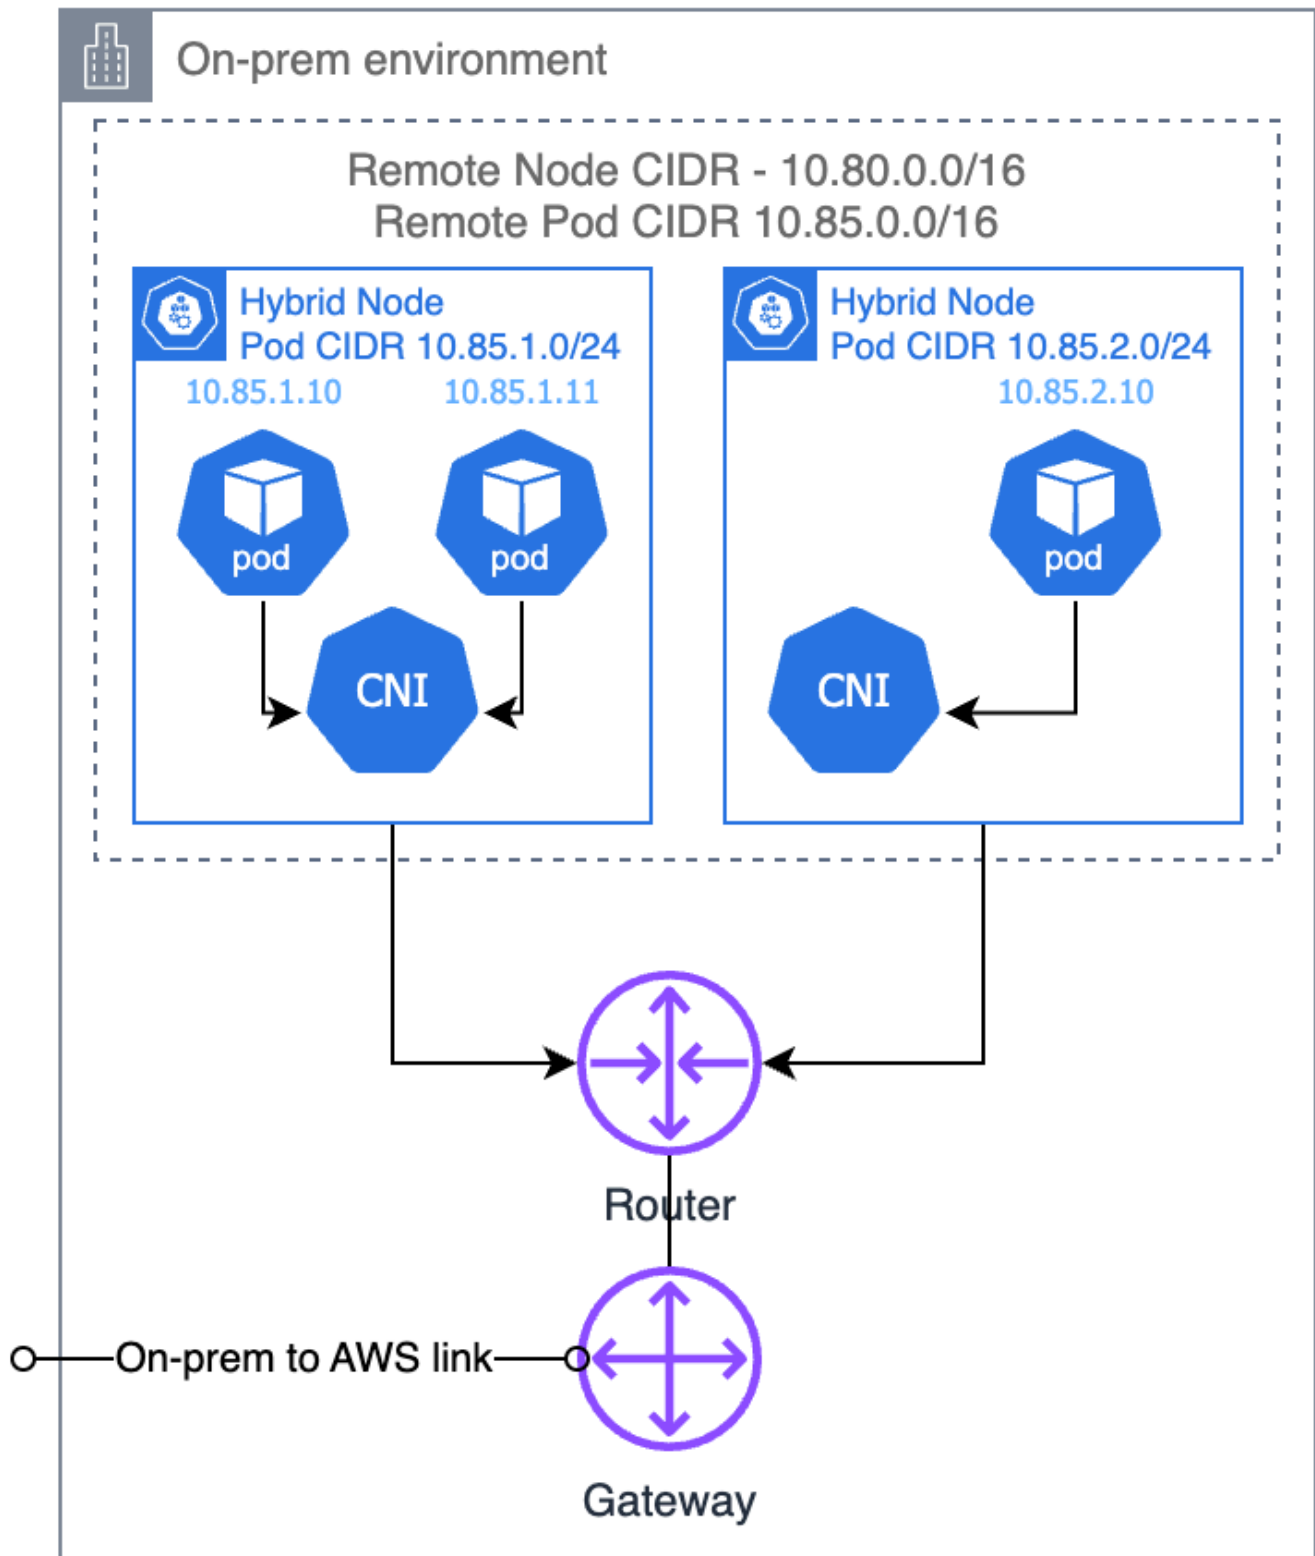 On-prem environment
Remote Node CIDR - 10.80.0.0/16
Remote Pod CIDR 10.85.0.0/16
Hybrid Node
Pod CIDR 10.85.1.0/24
10.85.1.10
10.85.1.11
pod
pod
CNI
Hybrid Node
Pod CIDR 10.85.2.0/24
10.85.2.10
pod
CNI
Router
On-prem to AWS link
Gateway